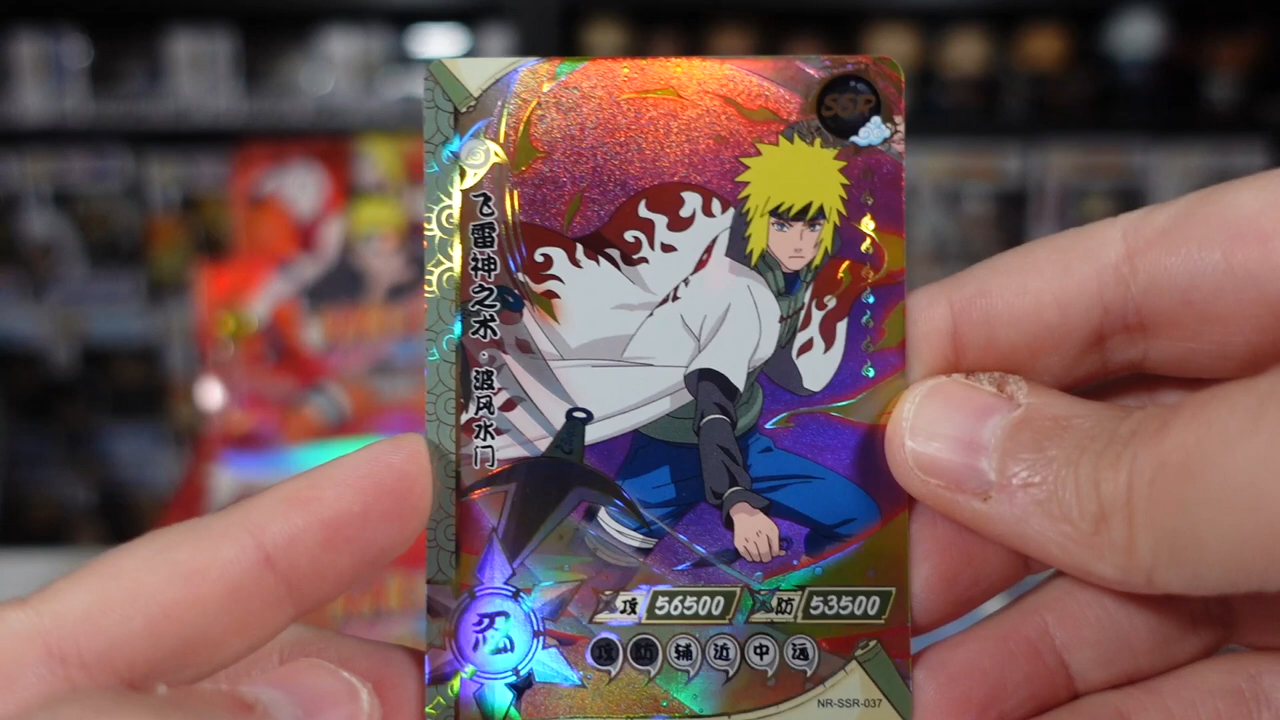 SSR
飞雷神之术·波风水门
攻 56500 防 53500
忍
攻 防 辅 近 中 远
NR-SSR-037